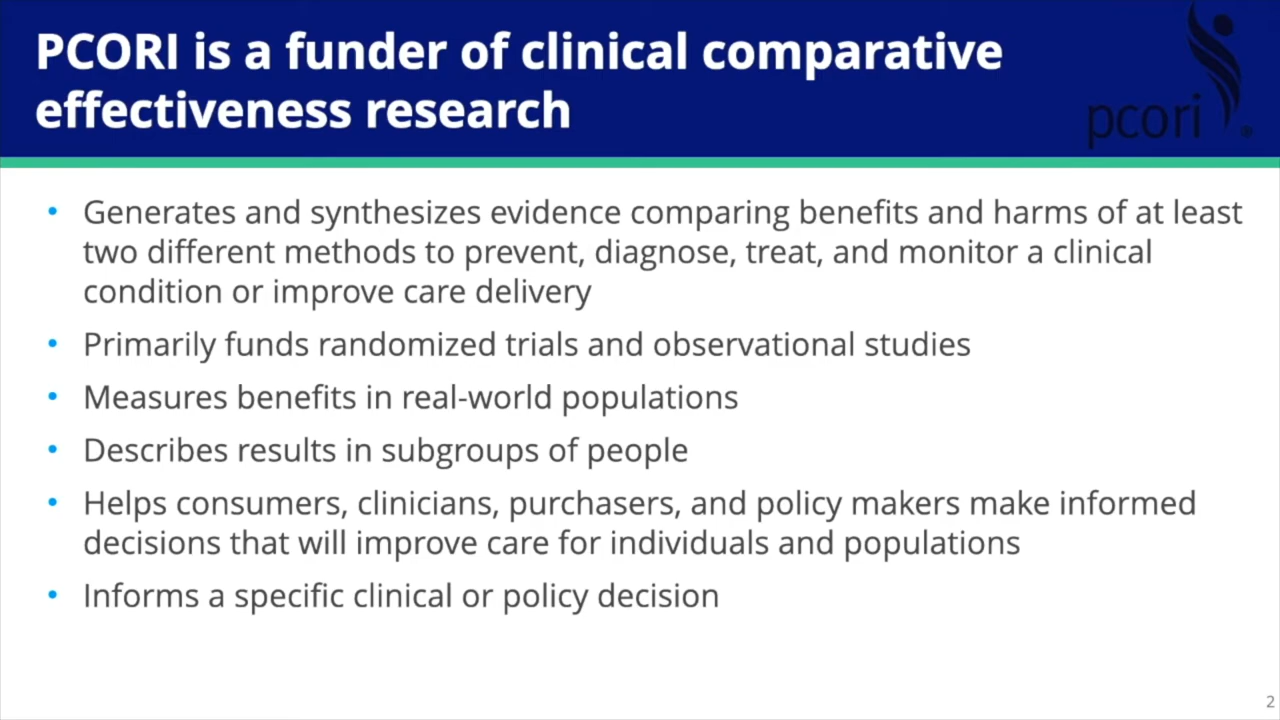 PCORI is a funder of clinical comparative
effectiveness research
pcori®
• Generates and synthesizes evidence comparing benefits and harms of at least
two different methods to prevent, diagnose, treat, and monitor a clinical
condition or improve care delivery
• Primarily funds randomized trials and observational studies
• Measures benefits in real-world populations
• Describes results in subgroups of people
• Helps consumers, clinicians, purchasers, and policy makers make informed
decisions that will improve care for individuals and populations
• Informs a specific clinical or policy decision
2